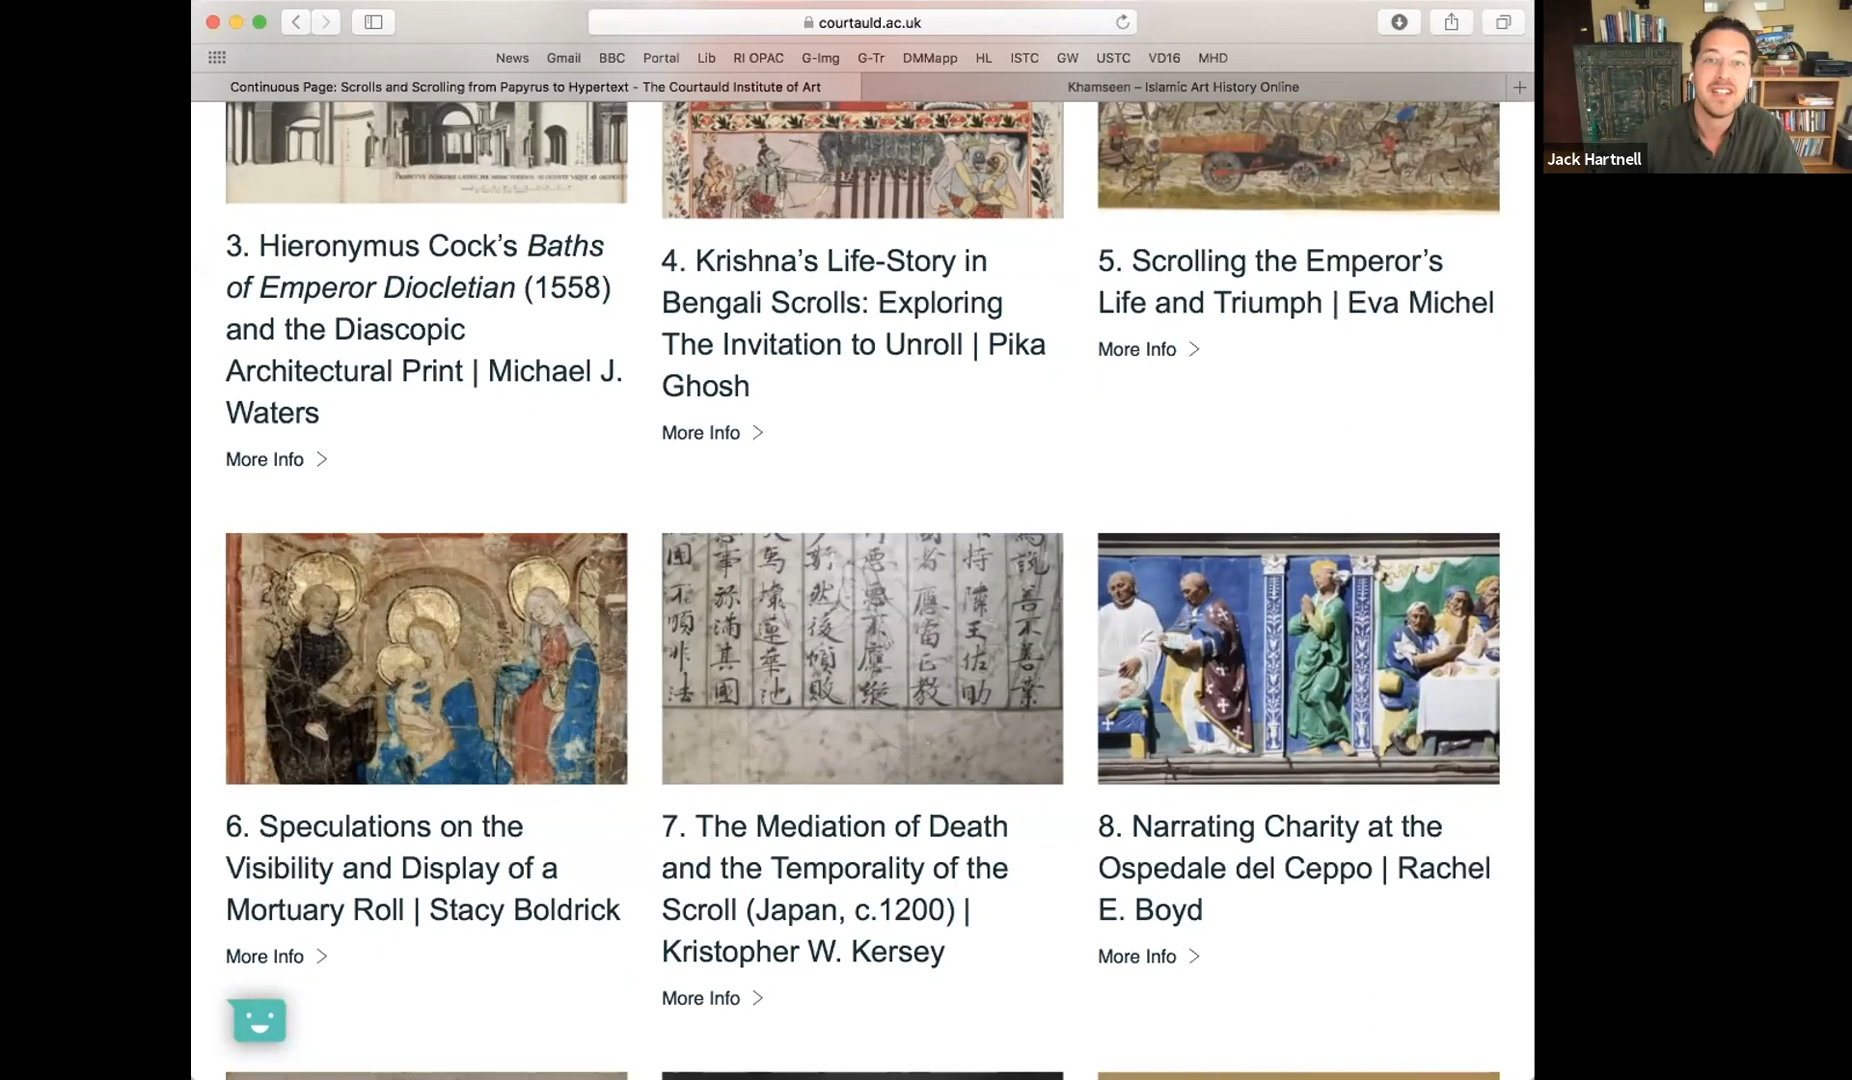 courtauld.ac.uk
News Gmail BBC Portal Lib RI OPAC G-Img G-Tr DMMapp HL ISTC GW USTC VD16 MHD
Continuous Page: Scrolls and Scrolling from Papyrus to Hypertext - The Courtauld Institute of Art
Khamseen – Islamic Art History Online
Jack Hartnell
3. Hieronymus Cock’s Baths
of Emperor Diocletian (1558)
and the Diascopic
Architectural Print | Michael J.
Waters
More Info
4. Krishna’s Life-Story in
Bengali Scrolls: Exploring
The Invitation to Unroll | Pika
Ghosh
More Info
5. Scrolling the Emperor’s
Life and Triumph | Eva Michel
More Info
6. Speculations on the
Visibility and Display of a
Mortuary Roll | Stacy Boldrick
More Info
7. The Mediation of Death
and the Temporality of the
Scroll (Japan, c.1200) |
Kristopher W. Kersey
More Info
8. Narrating Charity at the
Ospedale del Ceppo | Rachel
E. Boyd
More Info